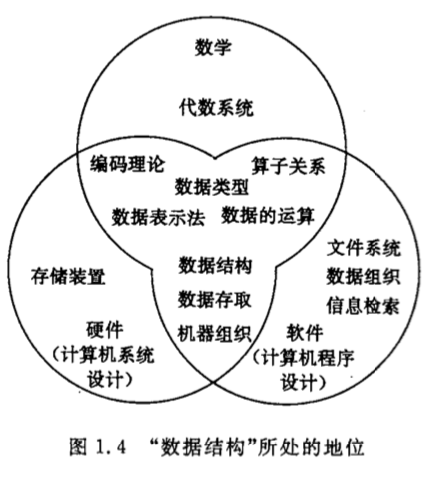 数学
代数系统
编码理论 算子关系
数据类型
数据表示法 数据的运算
文件系统
数据结构
存储装置 数据组织
数据存取
信息检索
硬件 机器组织 软件
(计算机系统 (计算机程序
设计) 设计)
图 1.4 “数据结构”所处的地位